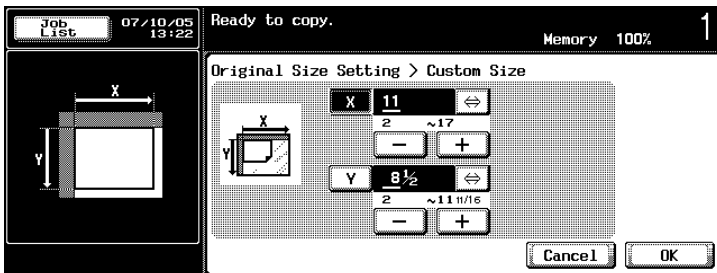 Job List
07/10/05
13:22
Ready to copy.
Memory 100%
1
Original Size Setting > Custom Size
X
Y
X
Y
X 11 ⇔
2 ~17
− +
Y 8½ ⇔
2 ~11 11/16
− +
Cancel OK